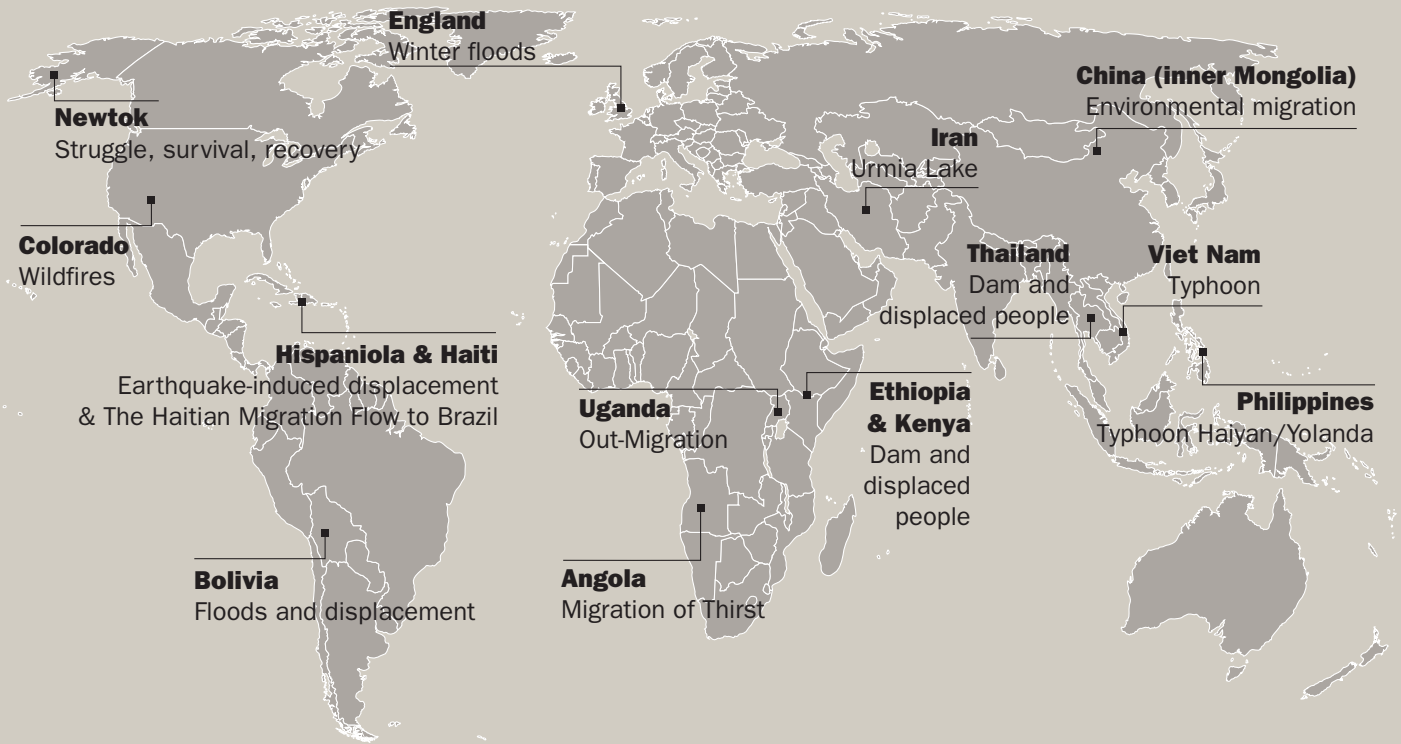 England
Winter floods
China (inner Mongolia)
Environmental migration
Newtok
Struggle, survival, recovery
Iran
Urmia Lake
Colorado
Wildfires
Thailand
Dam and
displaced people
Viet Nam
Typhoon
Hispaniola & Haiti
Earthquake-induced displacement
& The Haitian Migration Flow to Brazil
Uganda
Out-Migration
Ethiopia
& Kenya
Dam and
displaced
people
Philippines
Typhoon Haiyan/Yolanda
Bolivia
Floods and displacement
Angola
Migration of Thirst